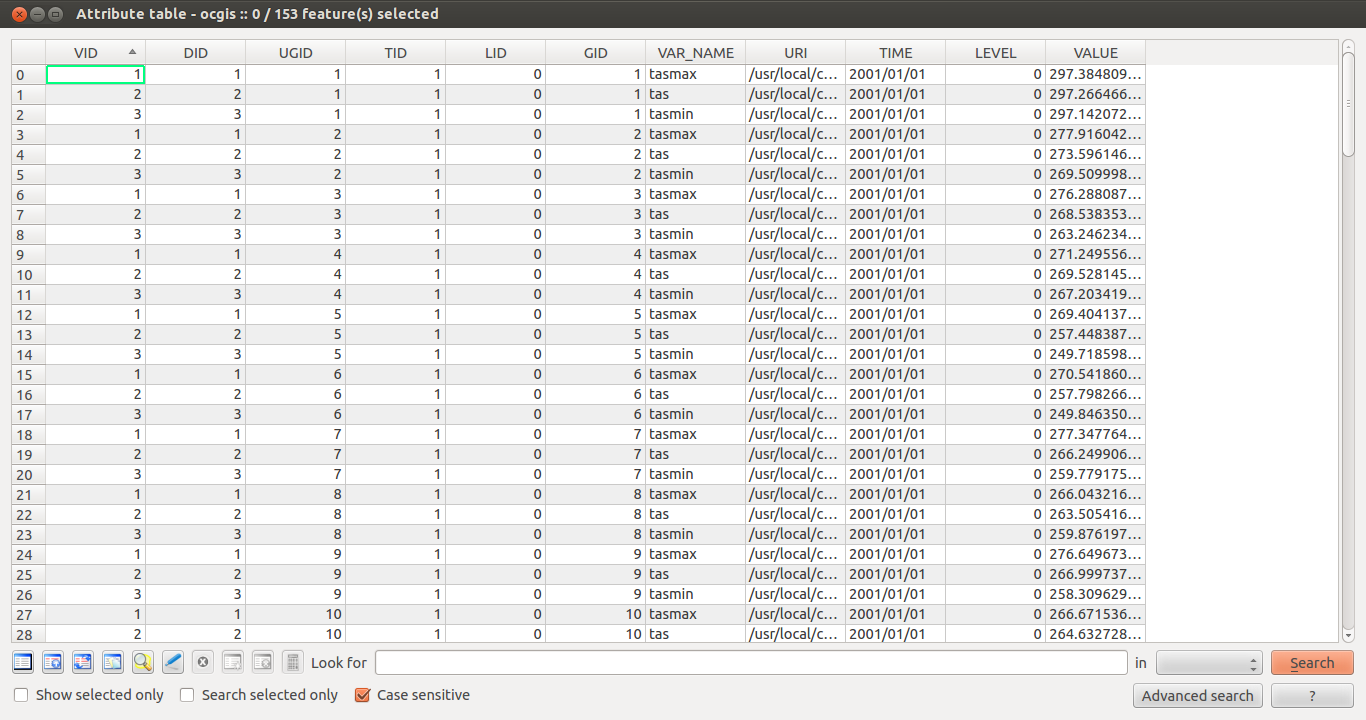 Attribute table - ocgis :: 0 / 153 feature(s) selected
VID DID UGID TID LID GID VAR_NAME URI TIME LEVEL VALUE
0 1 1 1 1 0 1 tasmax /usr/local/c... 2001/01/01 0 297.384809...
1 2 2 1 1 0 1 tas /usr/local/c... 2001/01/01 0 297.266466...
2 3 3 1 1 0 1 tasmin /usr/local/c... 2001/01/01 0 297.142072...
3 1 1 2 1 0 2 tasmax /usr/local/c... 2001/01/01 0 277.916042...
4 2 2 2 1 0 2 tas /usr/local/c... 2001/01/01 0 273.596146...
5 3 3 2 1 0 2 tasmin /usr/local/c... 2001/01/01 0 269.509998...
6 1 1 3 1 0 3 tasmax /usr/local/c... 2001/01/01 0 276.288087...
7 2 2 3 1 0 3 tas /usr/local/c... 2001/01/01 0 268.538353...
8 3 3 3 1 0 3 tasmin /usr/local/c... 2001/01/01 0 263.246234...
9 1 1 4 1 0 4 tasmax /usr/local/c... 2001/01/01 0 271.249556...
10 2 2 4 1 0 4 tas /usr/local/c... 2001/01/01 0 269.528145...
11 3 3 4 1 0 4 tasmin /usr/local/c... 2001/01/01 0 267.203419...
12 1 1 5 1 0 5 tasmax /usr/local/c... 2001/01/01 0 269.404137...
13 2 2 5 1 0 5 tas /usr/local/c... 2001/01/01 0 257.448387...
14 3 3 5 1 0 5 tasmin /usr/local/c... 2001/01/01 0 249.718598...
15 1 1 6 1 0 6 tasmax /usr/local/c... 2001/01/01 0 270.541860...
16 2 2 6 1 0 6 tas /usr/local/c... 2001/01/01 0 257.798266...
17 3 3 6 1 0 6 tasmin /usr/local/c... 2001/01/01 0 249.846350...
18 1 1 7 1 0 7 tasmax /usr/local/c... 2001/01/01 0 277.347764...
19 2 2 7 1 0 7 tas /usr/local/c... 2001/01/01 0 266.249906...
20 3 3 7 1 0 7 tasmin /usr/local/c... 2001/01/01 0 259.779175...
21 1 1 8 1 0 8 tasmax /usr/local/c... 2001/01/01 0 266.043216...
22 2 2 8 1 0 8 tas /usr/local/c... 2001/01/01 0 263.505416...
23 3 3 8 1 0 8 tasmin /usr/local/c... 2001/01/01 0 259.876197...
24 1 1 9 1 0 9 tasmax /usr/local/c... 2001/01/01 0 276.649673...
25 2 2 9 1 0 9 tas /usr/local/c... 2001/01/01 0 266.999737...
26 3 3 9 1 0 9 tasmin /usr/local/c... 2001/01/01 0 258.309629...
27 1 1 10 1 0 10 tasmax /usr/local/c... 2001/01/01 0 266.671536...
28 2 2 10 1 0 10 tas /usr/local/c... 2001/01/01 0 264.632728...
Look for in Search
Show selected only Search selected only Case sensitive Advanced search ?